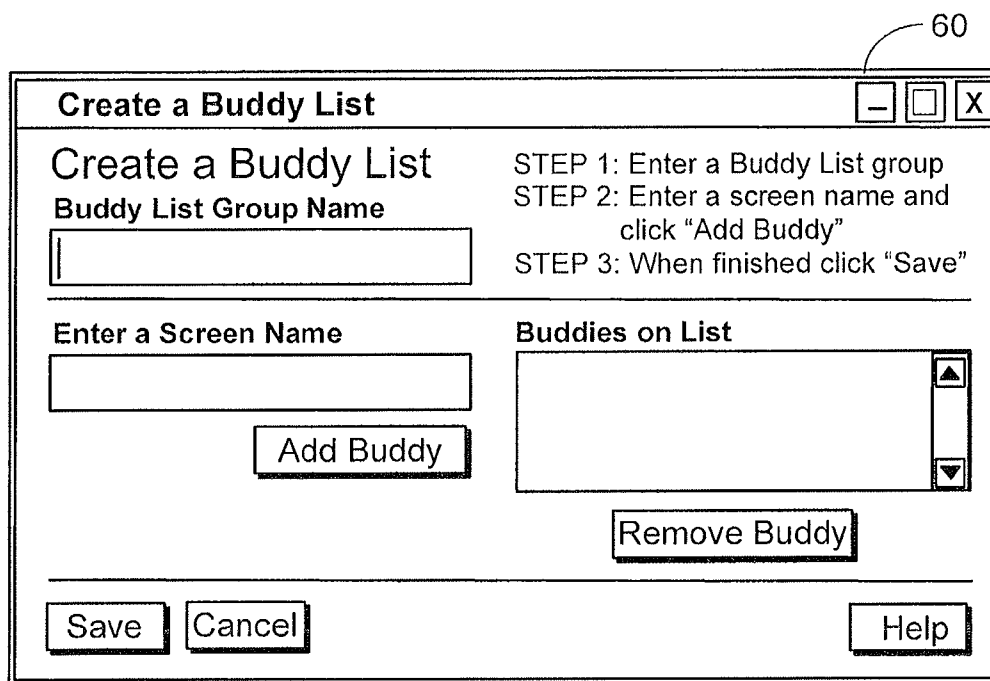 60
Create a Buddy List
X
Create a Buddy List
Buddy List Group Name
STEP 1: Enter a Buddy List group
STEP 2: Enter a screen name and
click “Add Buddy”
STEP 3: When finished click “Save”
Enter a Screen Name
Add Buddy
Buddies on List
Remove Buddy
Save
Cancel
Help